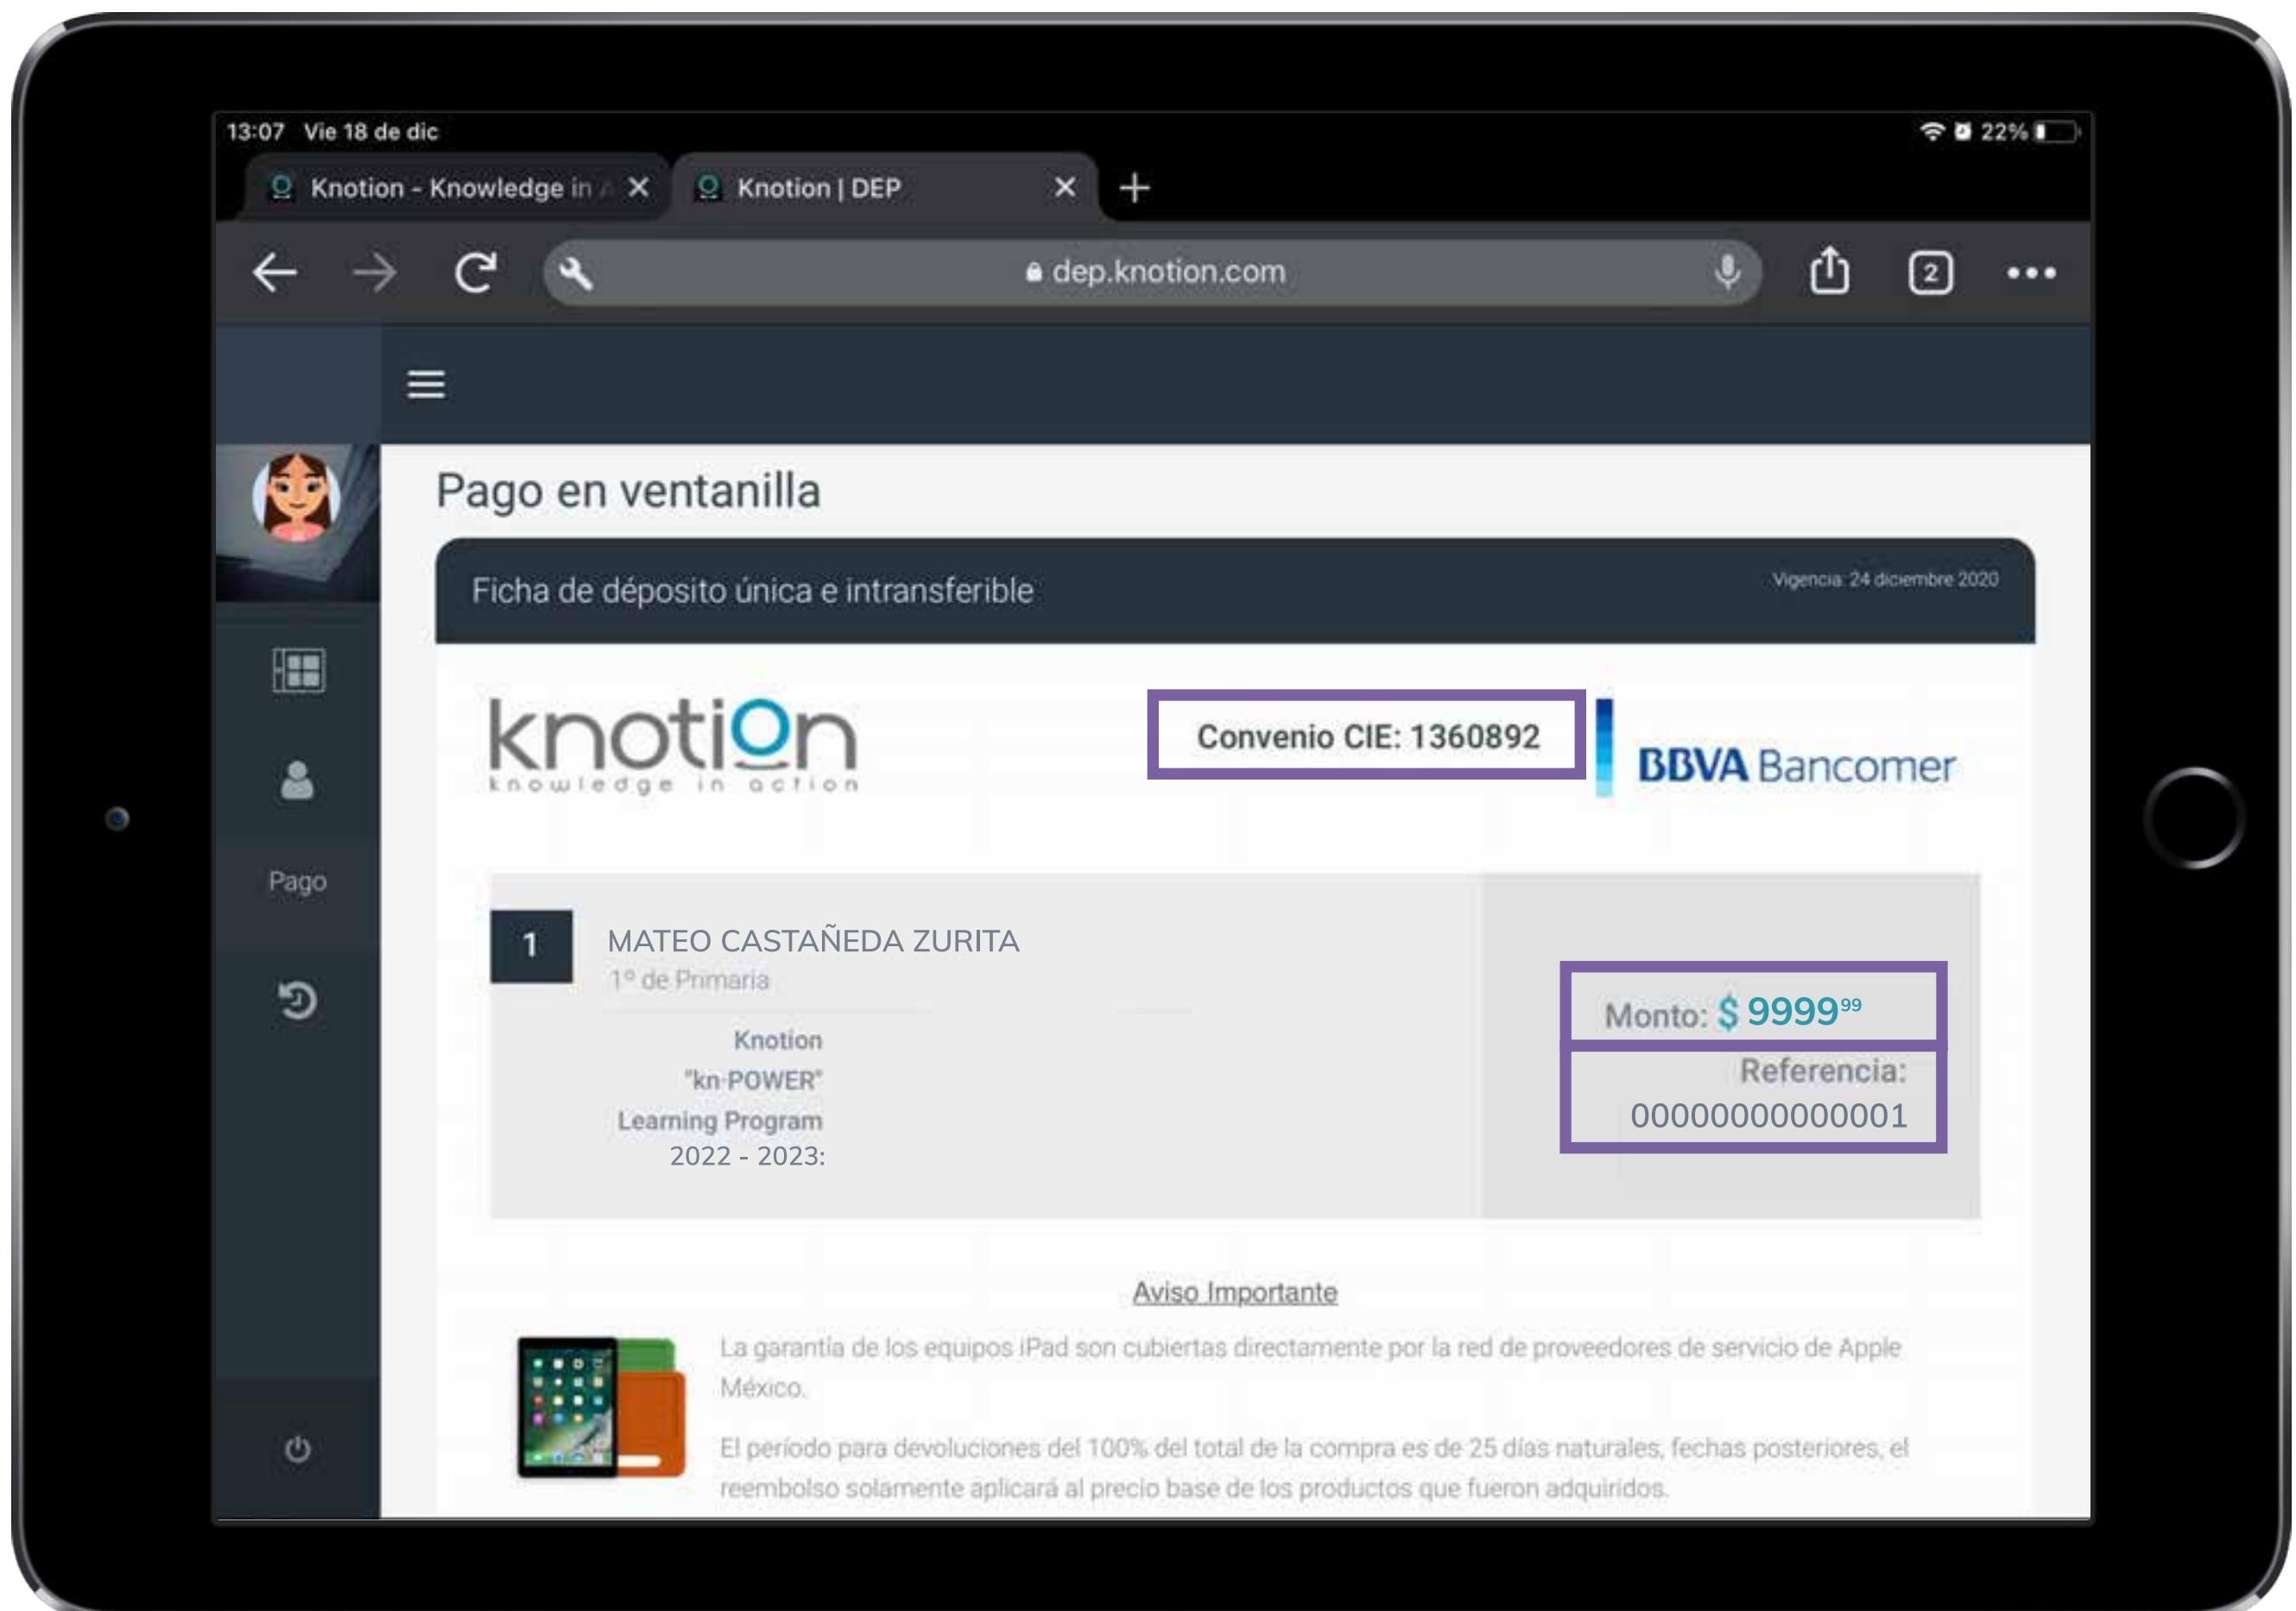 13:07 Vie 18 de dic
22%
Knotion - Knowledge in A
Knotion | DEP
dep.knotion.com
2
Pago en ventanilla
Ficha de déposito única e intransferible
Vigencia: 24 diciembre 2020
knotion
knowledge in action
Convenio CIE: 1360892
BBVA Bancomer
Pago
1
MATEO CASTAÑEDA ZURITA
1º de Primaria
Knotion
"kn-POWER"
Learning Program
2022 - 2023:
Monto: $ 9999⁹⁹
Referencia:
00000000000001
Aviso Importante
La garantía de los equipos iPad son cubiertas directamente por la red de proveedores de servicio de Apple
México.
El período para devoluciones del 100% del total de la compra es de 25 días naturales, fechas posteriores, el
reembolso solamente aplicará al precio base de los productos que fueron adquiridos.